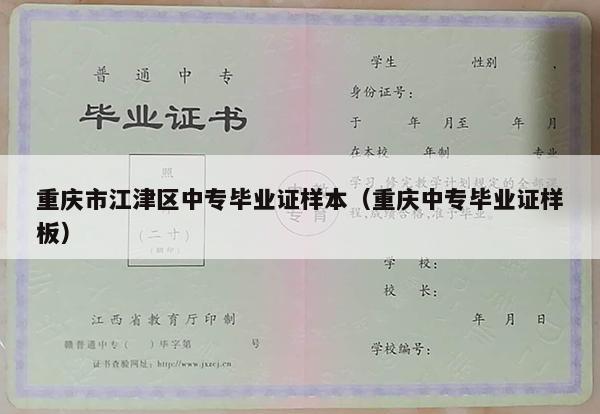 普通中专
毕业证书
照
（二寸）
江西省教育厅印制
赣普通中专（ ）毕字第 号
证书查验网址：http://www.jxzcj.cn
学生 性别
身份证号：
于 年 月至 年 月
在本校 年制 专业
学习，修完教学计划规定的全部课
程，成绩合格，准予毕业。
学 校：
校 长：
年 月 日
学校编号：
重庆市江津区中专毕业证样本（重庆中专毕业证样
板）